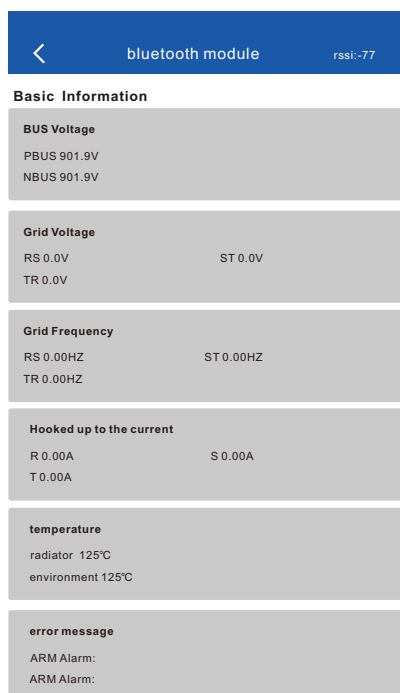 bluetooth module rssi:-77
Basic Information
BUS Voltage
PBUS 901.9V
NBUS 901.9V
Grid Voltage
RS 0.0V ST 0.0V
TR 0.0V
Grid Frequency
RS 0.00HZ ST 0.00HZ
TR 0.00HZ
Hooked up to the current
R 0.00A S 0.00A
T 0.00A
temperature
radiator 125℃
environment 125℃
error message
ARM Alarm:
ARM Alarm: